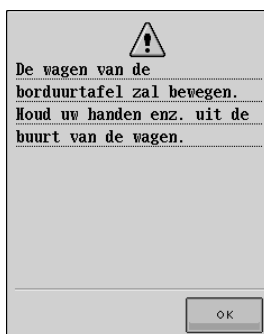 De wagen van de
borduurtafel zal bewegen.
Houd uw handen enz. uit de
buurt van de wagen.
OK